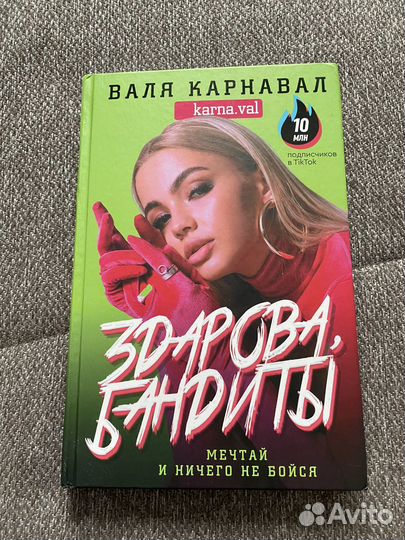 ВАЛЯ КАРНАВАЛ
karna.val
10
МЛН
подписчиков
в TikTok
ЗДАРОВА,
БАНДИТЫ
МЕЧТАЙ
И НИЧЕГО НЕ БОЙСЯ
Avito